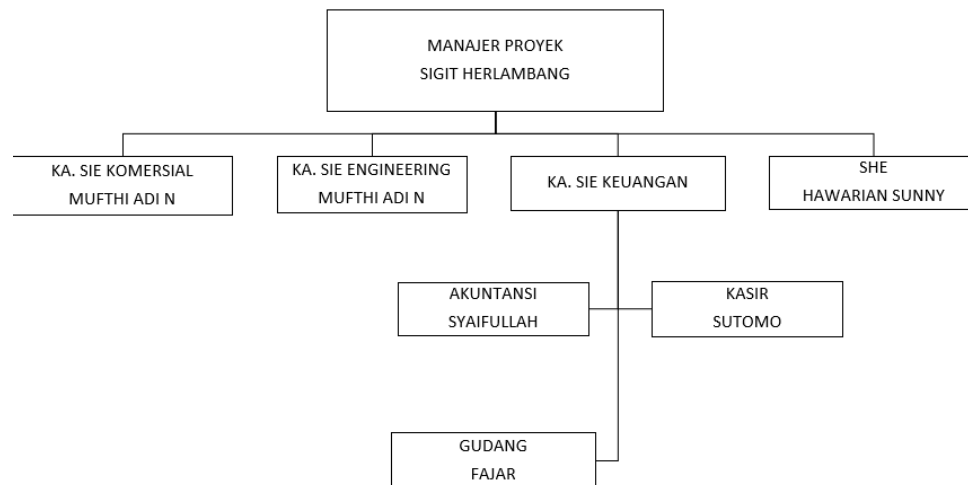 MANAJER PROYEK
SIGIT HERLAMBANG
KA. SIE KOMERSIAL
MUFTHI ADI N
KA. SIE ENGINEERING
MUFTHI ADI N
KA. SIE KEUANGAN
SHE
HAWARIAN SUNNY
AKUNTANSI
SYAIFULLAH
KASIR
SUTOMO
GUDANG
FAJAR